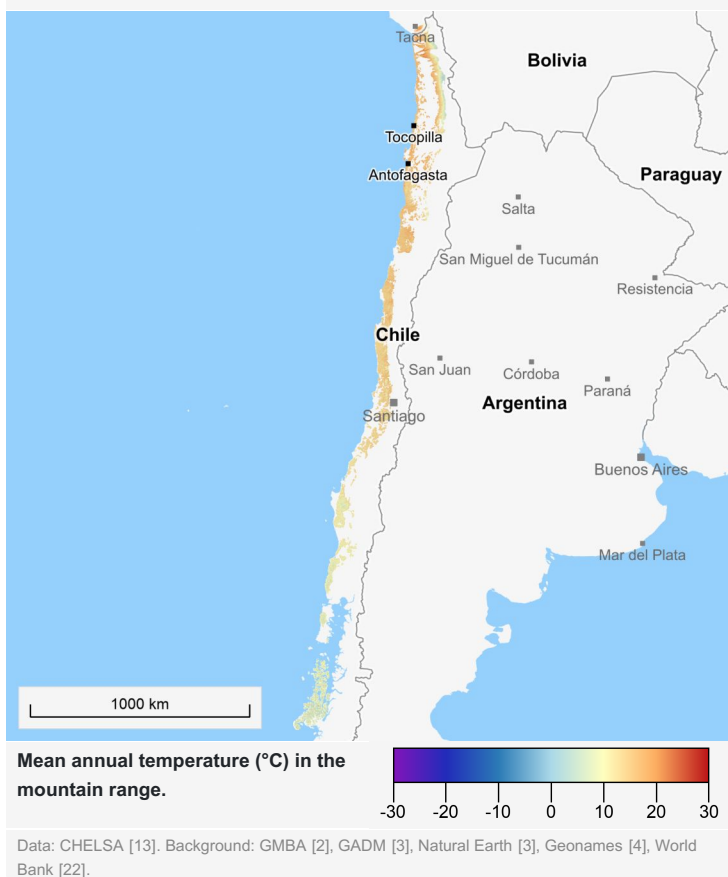 Tacna
Bolivia
Tocopilla
Antofagasta
Paraguay
Salta
San Miguel de Tucumán
Resistencia
Chile
San Juan
Córdoba
Paraná
Santiago
Argentina
Buenos Aires
Mar del Plata
1000 km
Mean annual temperature (°C) in the
mountain range.
-30 -20 -10 0 10 20 30
Data: CHELSA [13]. Background: GMBA [2], GADM [3], Natural Earth [3], Geonames [4], World
Bank [22].